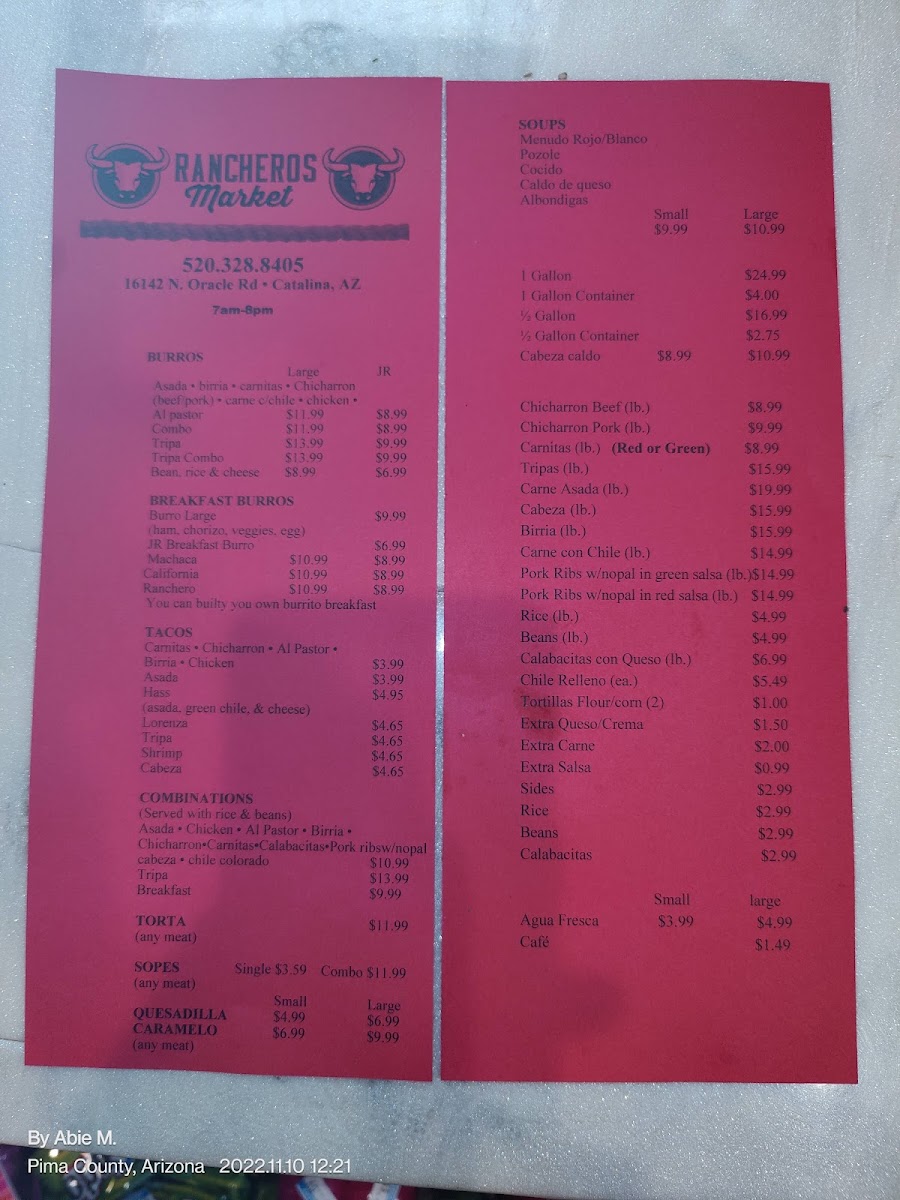 RANCHEROS
Market
520.328.8405
16142 N. Oracle Rd • Catalina, AZ
7am-8pm
BURROS
Large JR
Asada • birria • carnitas • Chicharron
(beef/pork) • carne c/chile • chicken •
Al pastor $11.99 $8.99
Combo $11.99 $8.99
Tripa $13.99 $9.99
Tripa Combo $13.99 $9.99
Bean, rice & cheese $8.99 $6.99
BREAKFAST BURROS
Burro Large $9.99
(ham, chorizo, veggies, egg)
JR Breakfast Burro $6.99
Machaca $10.99 $8.99
California $10.99 $8.99
Ranchero $10.99 $8.99
You can builty you own burrito breakfast
TACOS
Carnitas • Chicharron • Al Pastor •
Birria • Chicken $3.99
Asada $3.99
Hass $4.95
(asada, green chile, & cheese)
Lorenza $4.65
Tripa $4.65
Shrimp $4.65
Cabeza $4.65
COMBINATIONS
(Served with rice & beans)
Asada • Chicken • Al Pastor • Birria •
Chicharron•Carnitas•Calabacitas•Pork ribsw/nopal
cabeza • chile colorado $10.99
Tripa $13.99
Breakfast $9.99
TORTA $11.99
(any meat)
SOPES Single $3.59 Combo $11.99
(any meat)
Small Large
QUESADILLA $4.99 $6.99
CARAMELO $6.99 $9.99
(any meat)
SOUPS
Menudo Rojo/Blanco
Pozole
Cocido
Caldo de queso
Albondigas
Small Large
$9.99 $10.99
1 Gallon $24.99
1 Gallon Container $4.00
½ Gallon $16.99
½ Gallon Container $2.75
Cabeza caldo $8.99 $10.99
Chicharron Beef (lb.) $8.99
Chicharron Pork (lb.) $9.99
Carnitas (lb.) (Red or Green) $8.99
Tripas (lb.) $15.99
Carne Asada (lb.) $19.99
Cabeza (lb.) $15.99
Birria (lb.) $15.99
Carne con Chile (lb.) $14.99
Pork Ribs w/nopal in green salsa (lb.)$14.99
Pork Ribs w/nopal in red salsa (lb.) $14.99
Rice (lb.) $4.99
Beans (lb.) $4.99
Calabacitas con Queso (lb.) $6.99
Chile Relleno (ea.) $5.49
Tortillas Flour/corn (2) $1.00
Extra Queso/Crema $1.50
Extra Carne $2.00
Extra Salsa $0.99
Sides $2.99
Rice $2.99
Beans $2.99
Calabacitas $2.99
Small large
Agua Fresca $3.99 $4.99
Café $1.49
By Abie M.
Pima County, Arizona 2022.11.10 12:21